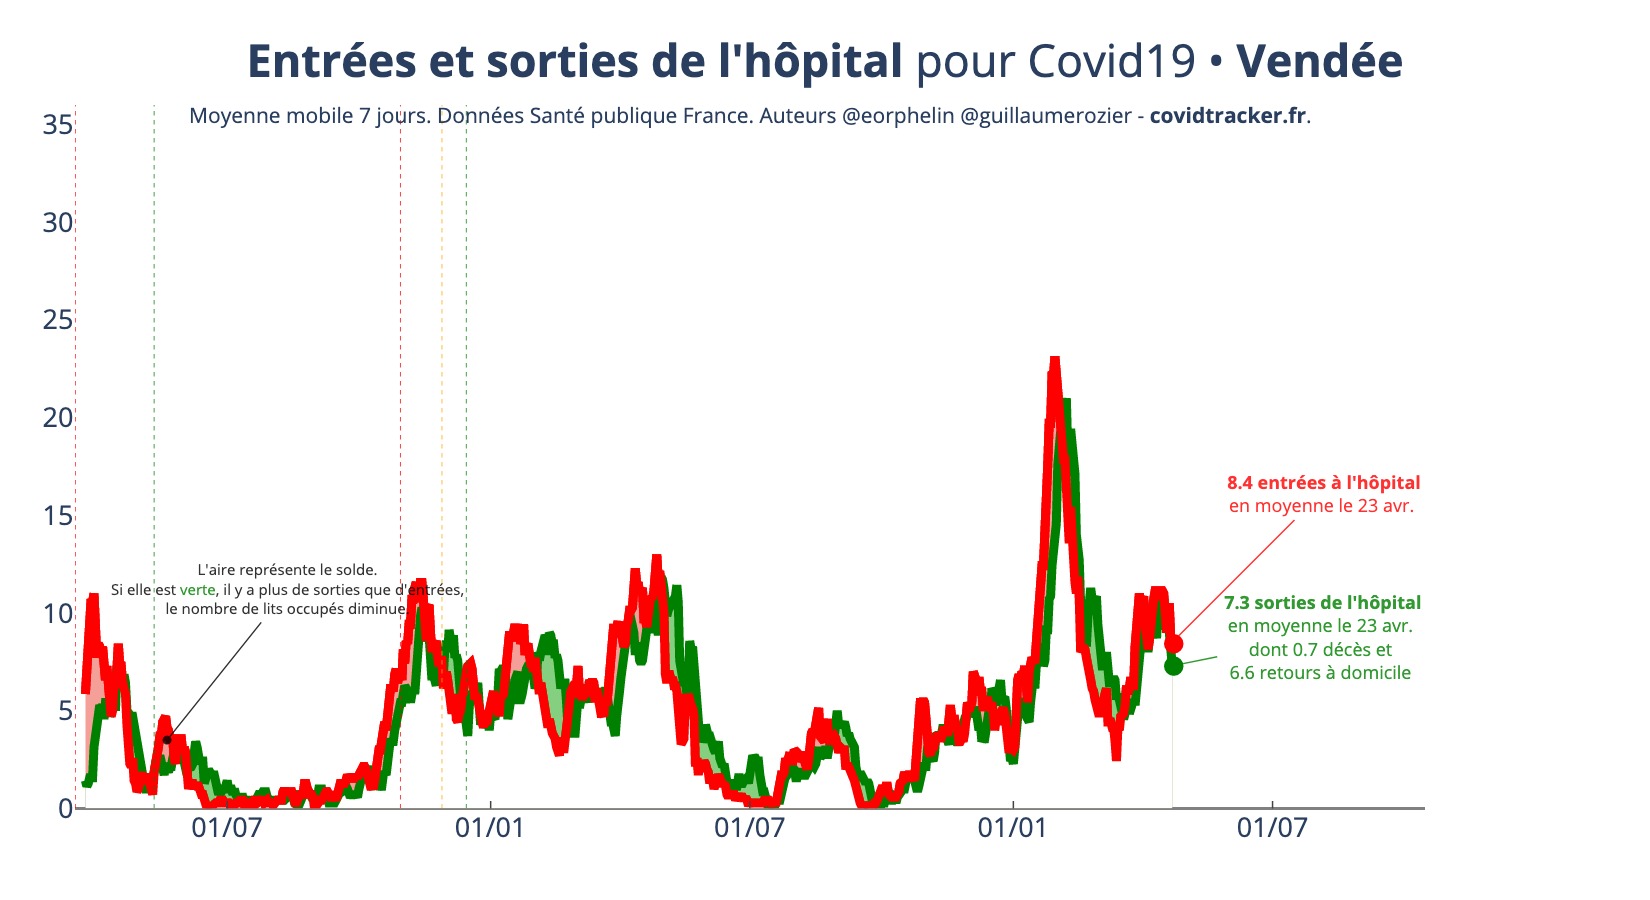 Entrées et sorties de l'hôpital pour Covid19 • Vendée
Moyenne mobile 7 jours. Données Santé publique France. Auteurs @eorphelin @guillaumerozier - covidtracker.fr.
35
30
25
20
15
10
5
0
L'aire représente le solde.
Si elle est verte, il y a plus de sorties que d'entrées,
le nombre de lits occupés diminue.
8.4 entrées à l'hôpital
en moyenne le 23 avr.
7.3 sorties de l'hôpital
en moyenne le 23 avr.
dont 0.7 décès et
6.6 retours à domicile
01/07
01/01
01/07
01/01
01/07